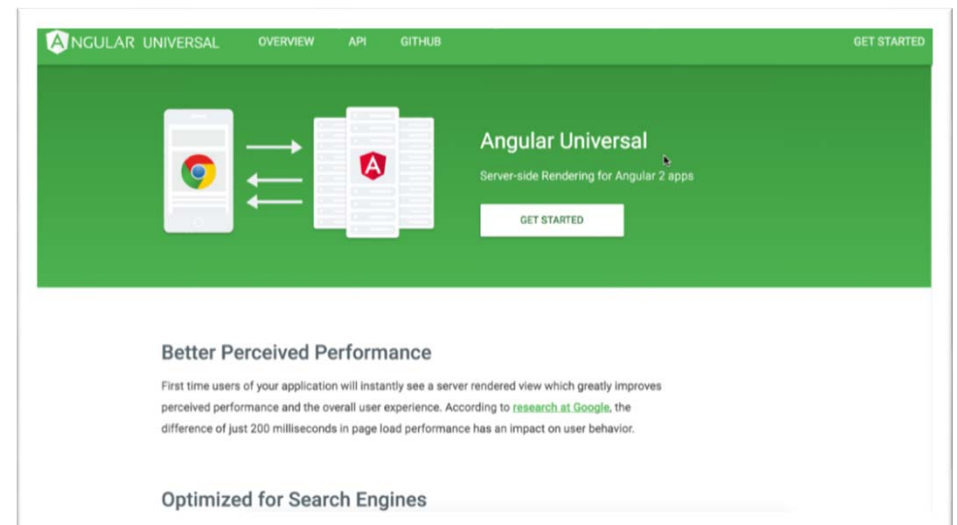 ANGULAR UNIVERSAL OVERVIEW API GITHUB GET STARTED
A
Angular Universal
Server-side Rendering for Angular 2 apps
GET STARTED
Better Perceived Performance
First time users of your application will instantly see a server rendered view which greatly improves
perceived performance and the overall user experience. According to research at Google, the
difference of just 200 milliseconds in page load performance has an impact on user behavior.
Optimized for Search Engines